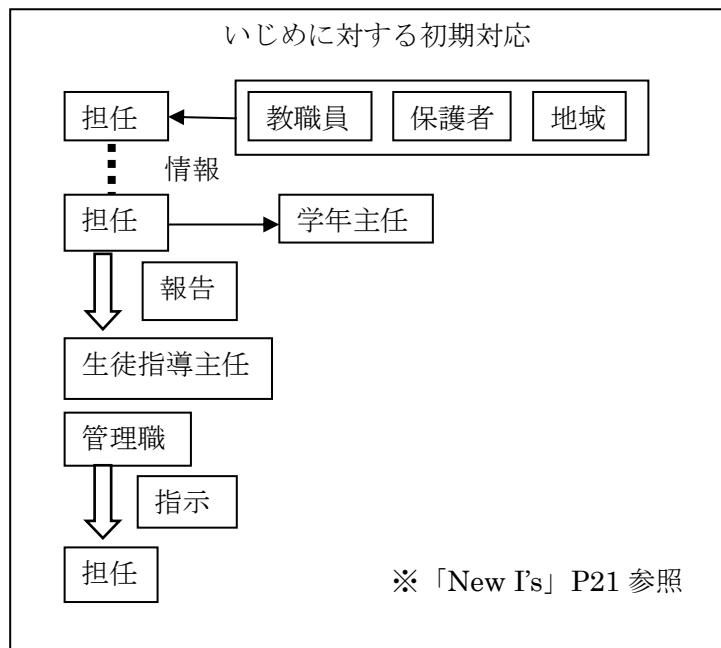 いじめに対する初期対応
担任
教職員
保護者
地域
情報
担任
学年主任
報告
生徒指導主任
管理職
指示
担任
※「New I's」P21 参照